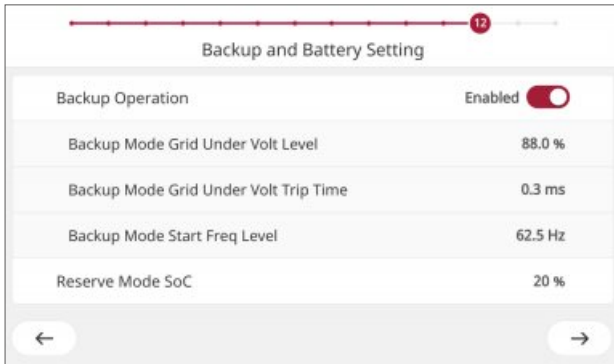 12
Backup and Battery Setting
Backup Operation Enabled
Backup Mode Grid Under Volt Level 88.0 %
Backup Mode Grid Under Volt Trip Time 0.3 ms
Backup Mode Start Freq Level 62.5 Hz
Reserve Mode SoC 20 %